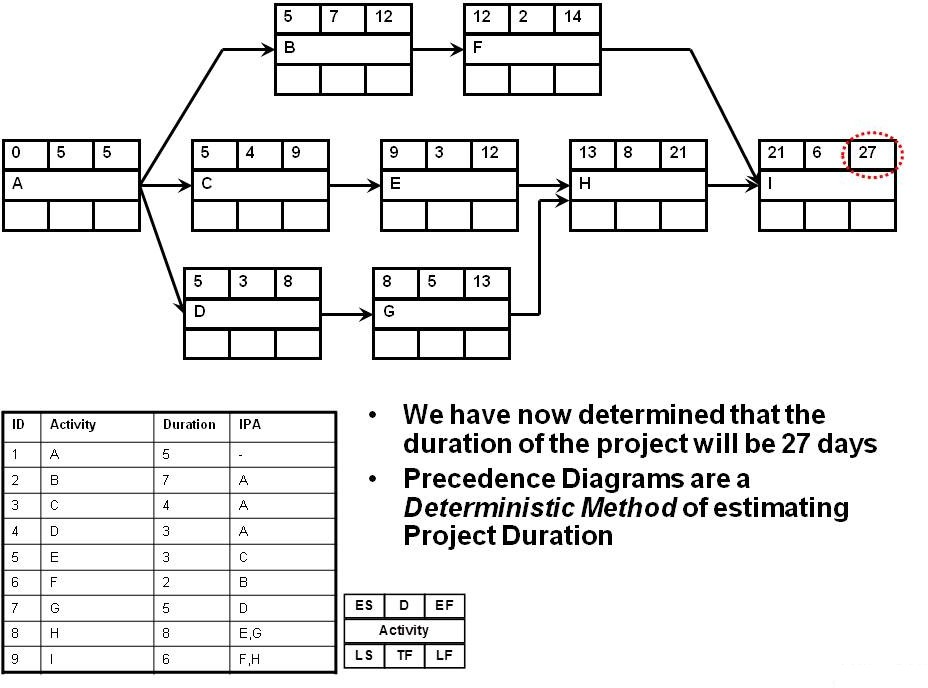 5 7 12
B
12 2 14
F
0 5 5
A
5 4 9
C
9 3 12
E
13 8 21
H
21 6 27
I
5 3 8
D
8 5 13
G
ID Activity Duration IPA
1 A 5 -
2 B 7 A
3 C 4 A
4 D 3 A
5 E 3 C
6 F 2 B
7 G 5 D
8 H 8 E,G
9 I 6 F,H
• We have now determined that the
duration of the project will be 27 days
• Precedence Diagrams are a
Deterministic Method of estimating
Project Duration
ES D EF
Activity
LS TF LF